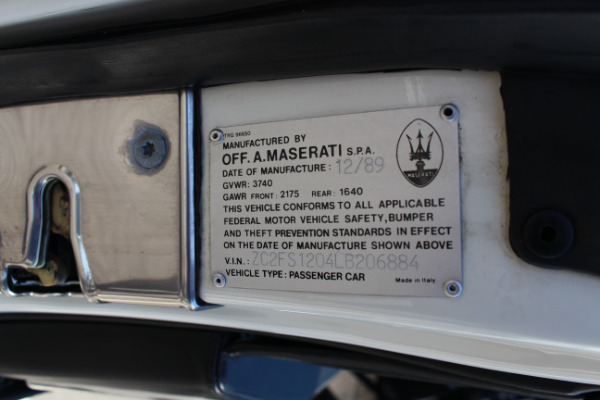 MANUFACTURED BY
OFF. A.MASERATI S.P.A.
DATE OF MANUFACTURE : 12/89
GVWR: 3740
GAWR FRONT: 2175 REAR: 1640
THIS VEHICLE CONFORMS TO ALL APPLICABLE
FEDERAL MOTOR VEHICLE SAFETY, BUMPER
AND THEFT PREVENTION STANDARDS IN EFFECT
ON THE DATE OF MANUFACTURE SHOWN ABOVE
V.I.N.: ZC2FS1204LB206884
VEHICLE TYPE: PASSENGER CAR
Made in Italy
MASERATI